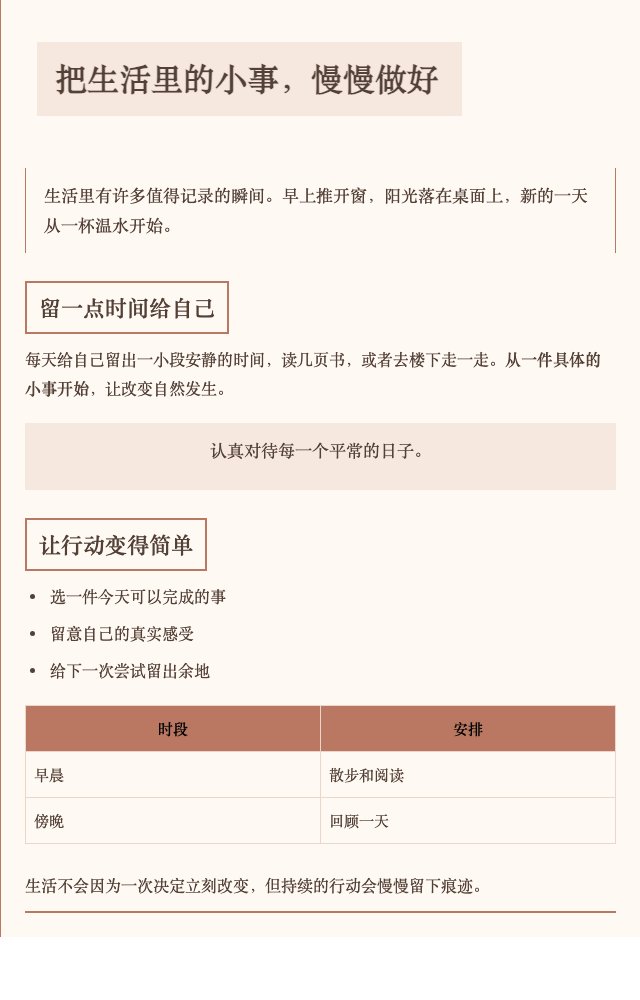 把生活里的小事，慢慢做好
生活里有许多值得记录的瞬间。早上推开窗，阳光落在桌面上，新的一天
从一杯温水开始。
留一点时间给自己
每天给自己留出一小段安静的时间，读几页书，或者去楼下走一走。从一件具体的
小事开始，让改变自然发生。
认真对待每一个平常的日子。
让行动变得简单
• 选一件今天可以完成的事
• 留意自己的真实感受
• 给下一次尝试留出余地
时段 安排
早晨 散步和阅读
傍晚 回顾一天
生活不会因为一次决定立刻改变，但持续的行动会慢慢留下痕迹。